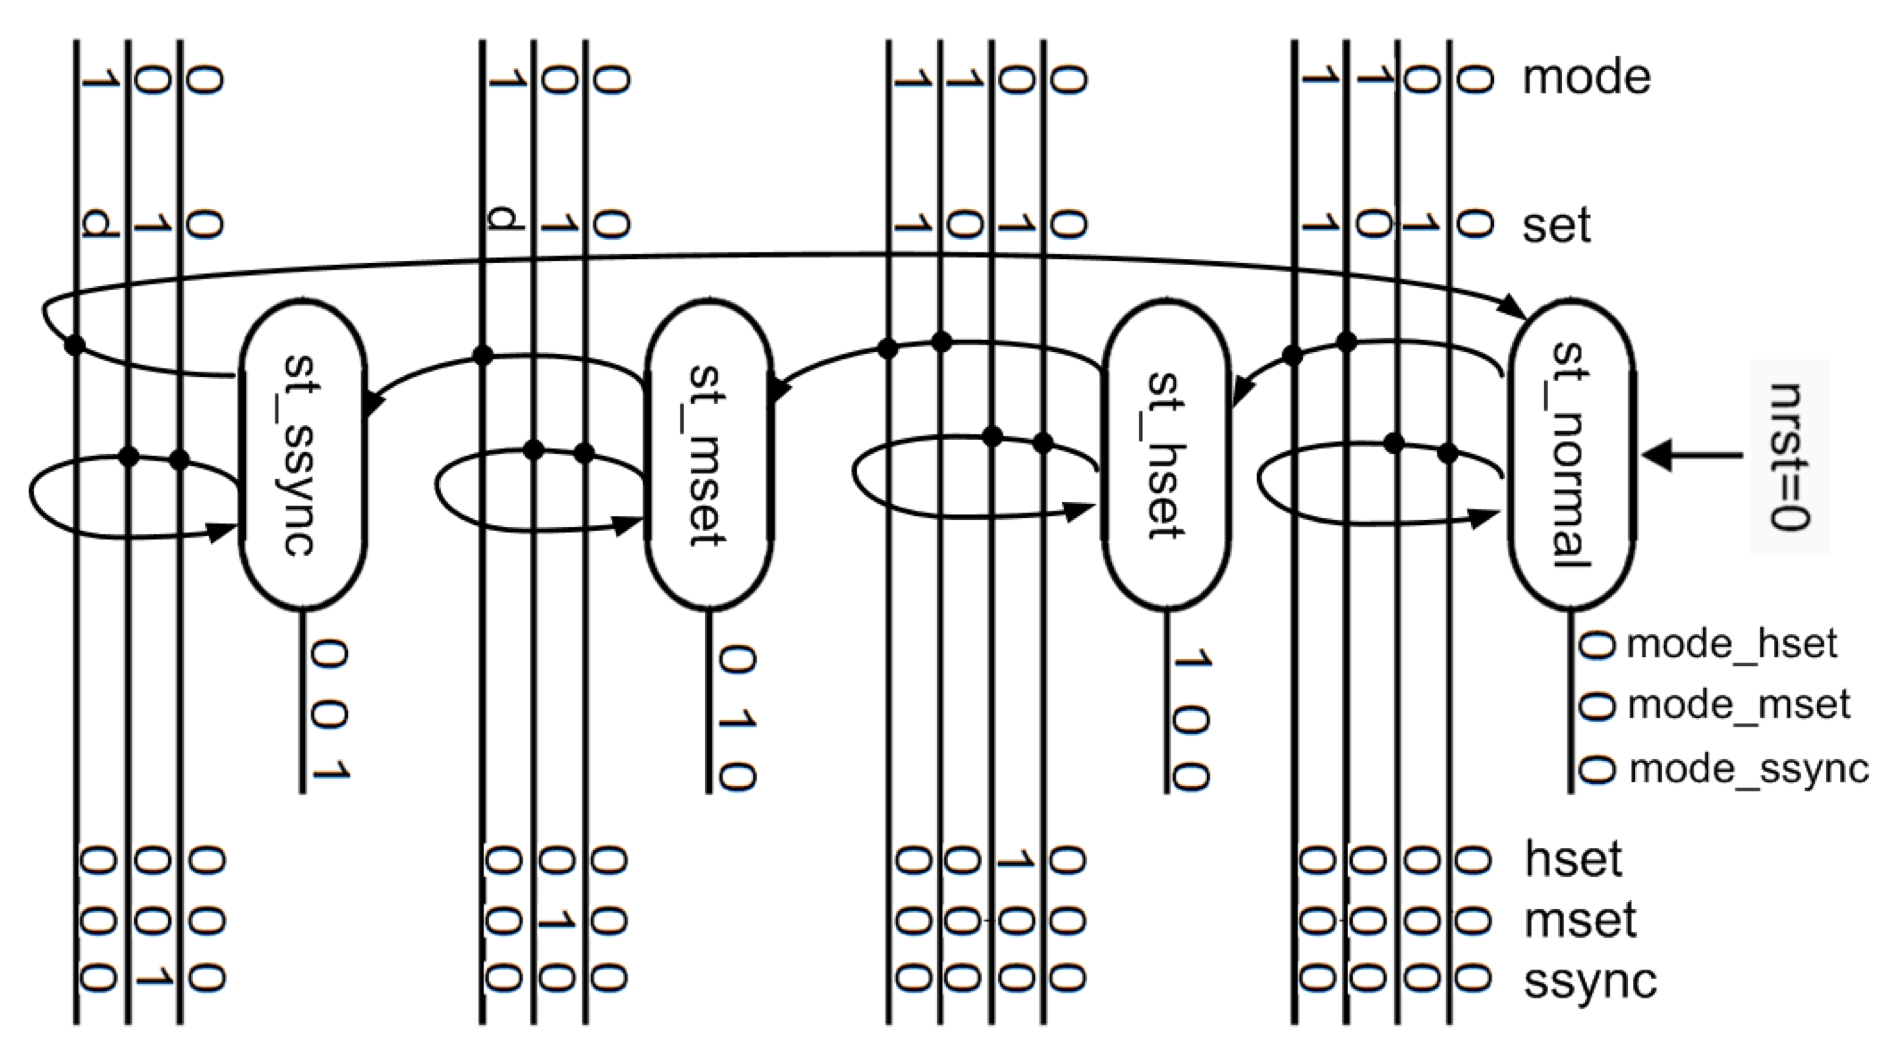 1 0 0 1 0 0 1 1 0 0 1 1 0 0 mode
d 1 0 d 1 0 1 0 1 0 1 0 1 0 set
st_ssync
st_mset
st_hset
st_normal
nrst=0
0 0 1 0 mode_hset
0 1 0 0 mode_mset
1 0 0 0 mode_ssync
0 0 0 0 0 0 0 0 1 0 0 0 0 0 hset
0 0 0 0 1 0 0 0 0 0 0 0 0 0 mset
0 1 0 0 0 0 0 0 0 0 0 0 0 0 ssync